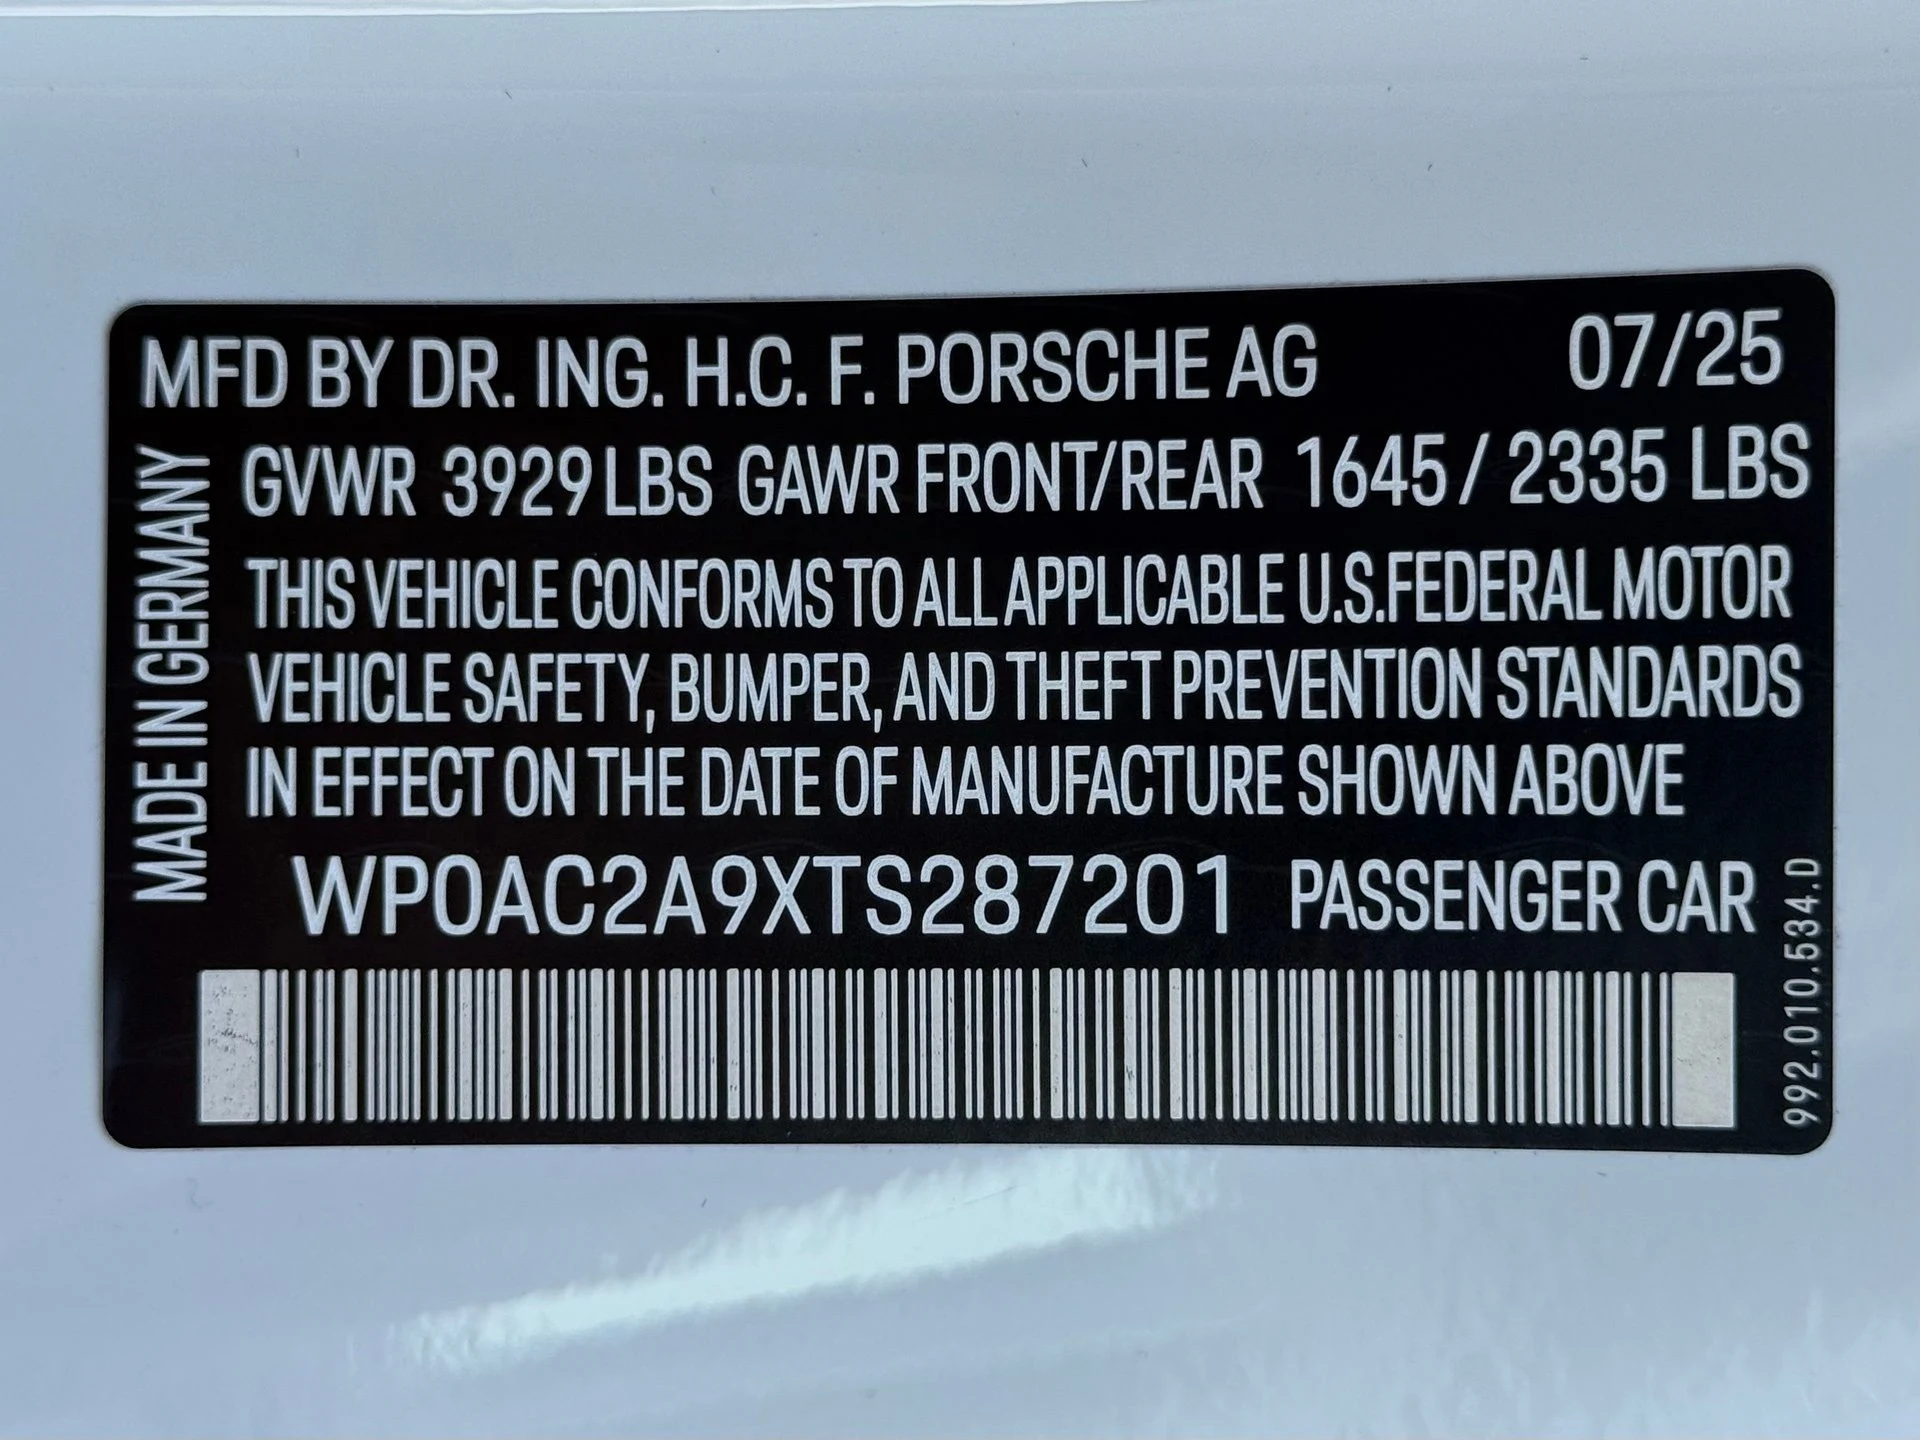 MFD BY DR. ING. H.C. F. PORSCHE AG 07/25
MADE IN GERMANY
GVWR 3929 LBS GAWR FRONT/REAR 1645 / 2335 LBS
THIS VEHICLE CONFORMS TO ALL APPLICABLE U.S.FEDERAL MOTOR
VEHICLE SAFETY, BUMPER, AND THEFT PREVENTION STANDARDS
IN EFFECT ON THE DATE OF MANUFACTURE SHOWN ABOVE
WP0AC2A9XTS287201 PASSENGER CAR
992.010.534.D